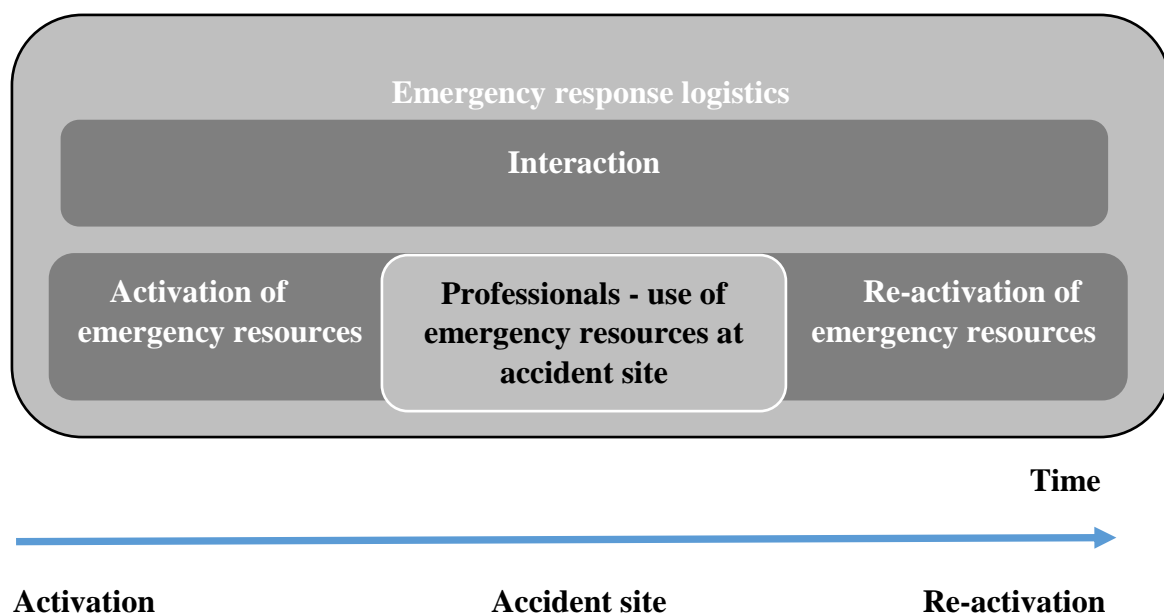 Emergency response logistics
Interaction
Activation of
emergency resources
Professionals - use of
emergency resources at
accident site
Re-activation of
emergency resources
Time
Activation
Accident site
Re-activation